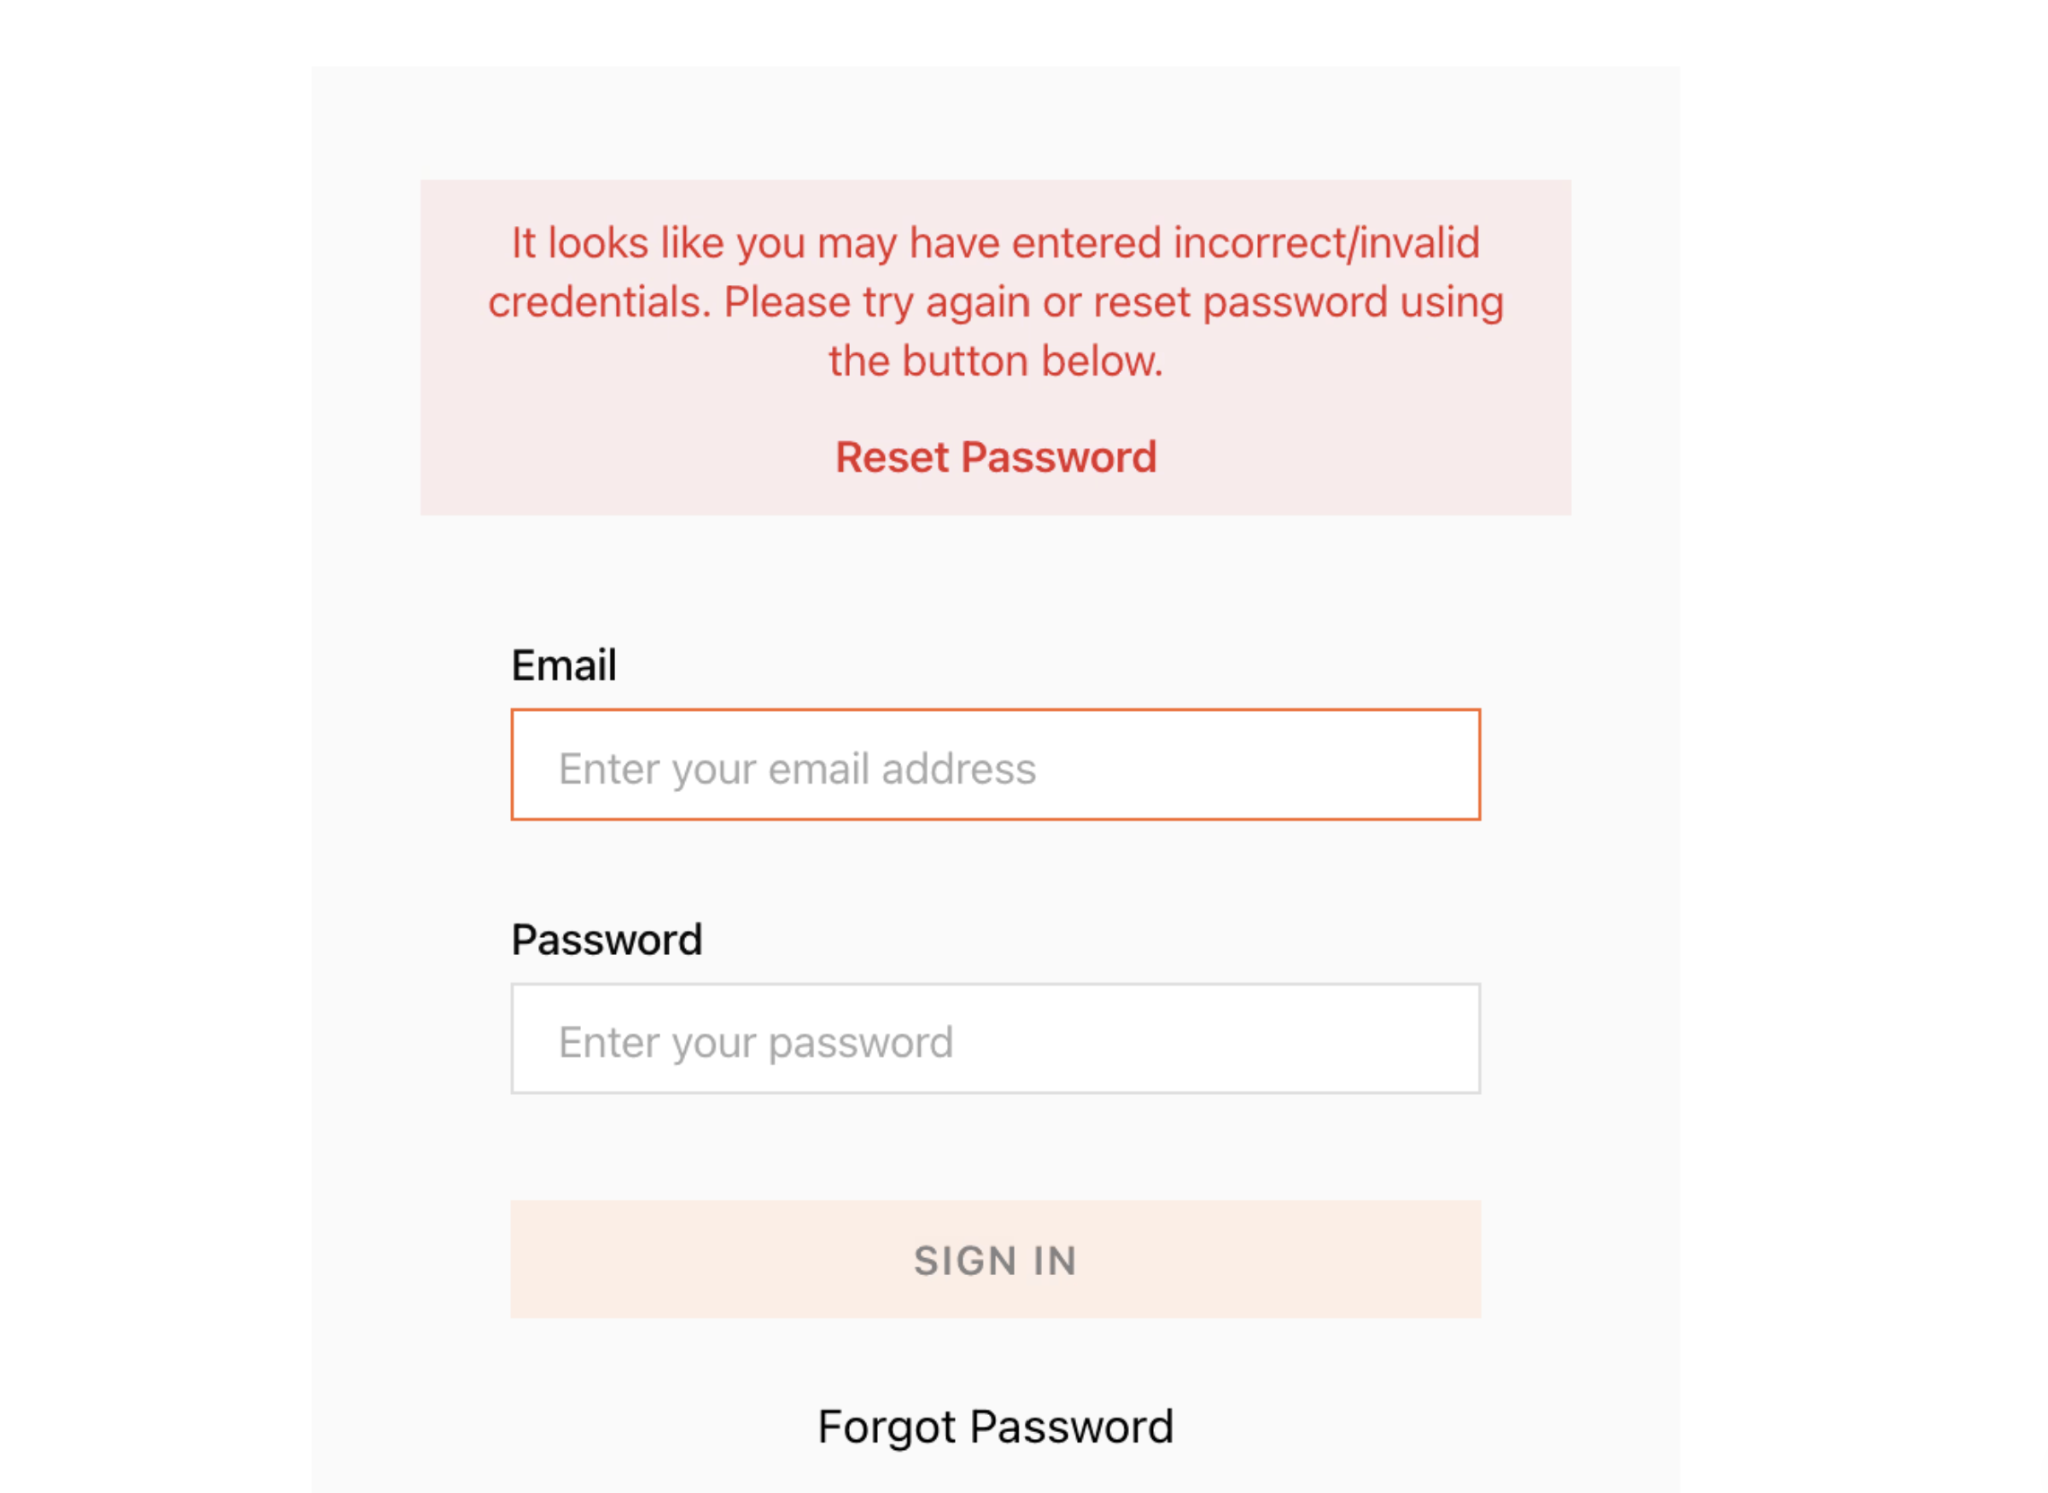 It looks like you may have entered incorrect/invalid
credentials. Please try again or reset password using
the button below.
Reset Password
Email
Enter your email address
Password
Enter your password
SIGN IN
Forgot Password